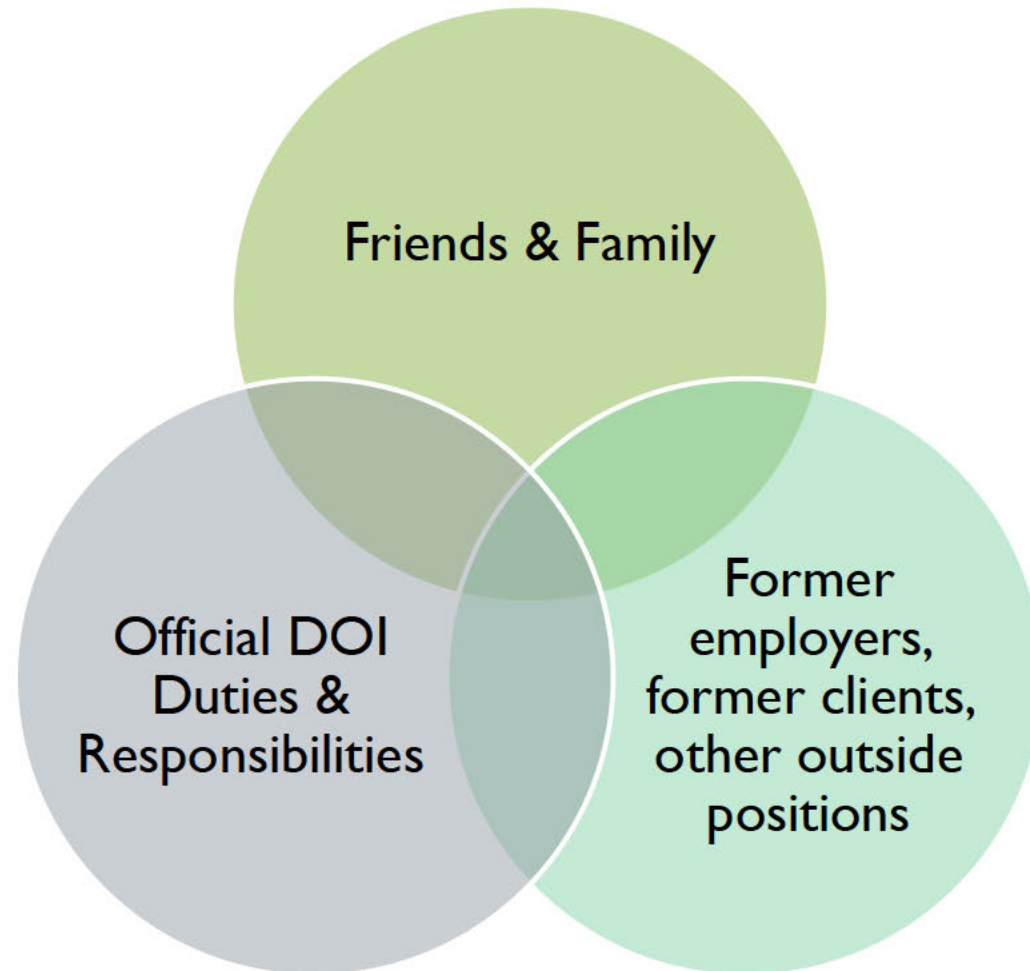 Friends & Family
Official DOI
Duties &
Responsibilities
Former
employers,
former clients,
other outside
positions